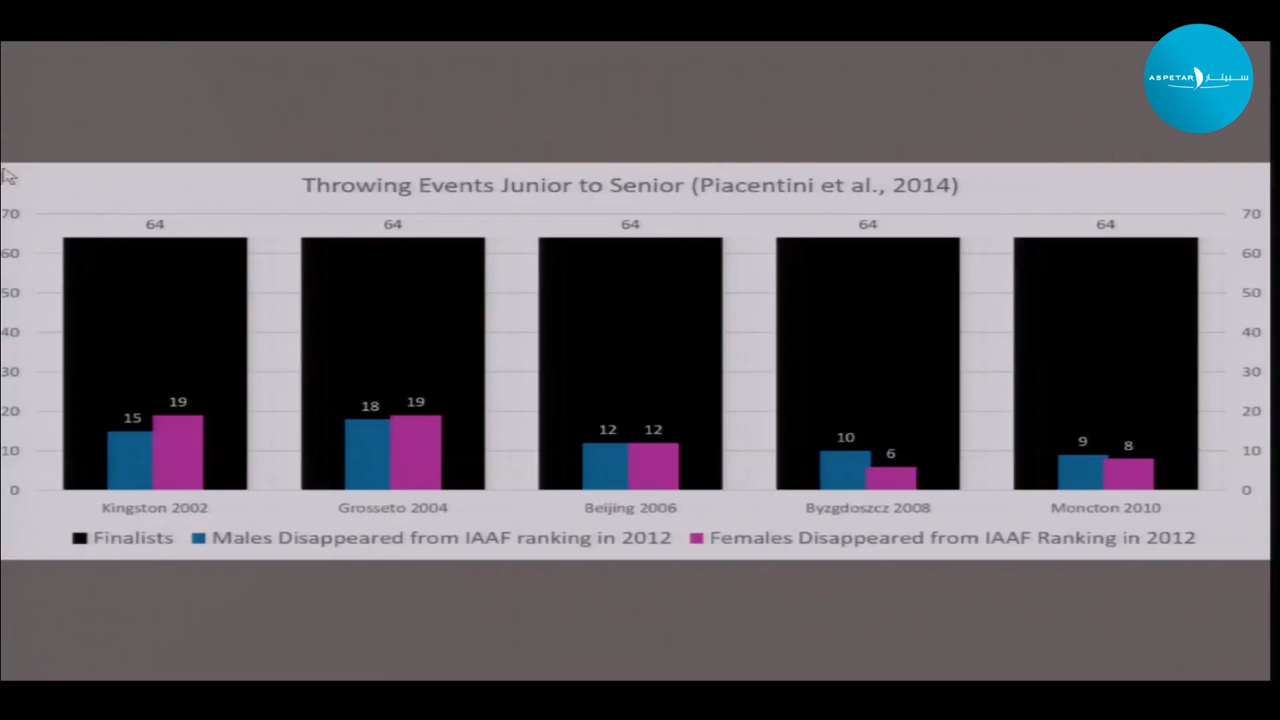 ASPETAR سبيتار
Throwing Events Junior to Senior (Piacentini et al., 2014)
70 70
64 64 64 64 64
60 60
50 50
40 40
30 30
20 20
15 19 18 19 12 12 10 6 9 8
10 10
0 0
Kingston 2002 Grosseto 2004 Beijing 2006 Byzgdoszcz 2008 Moncton 2010
Finalists Males Disappeared from IAAF ranking in 2012 Females Disappeared from IAAF Ranking in 2012